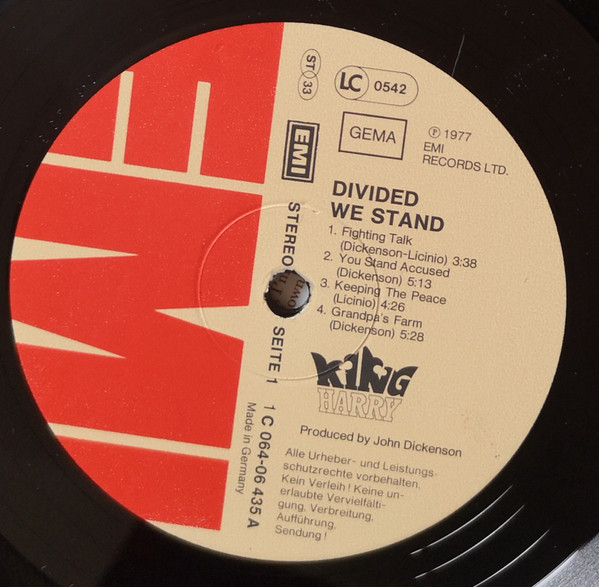 ST 33
LC 0542
GEMA
℗ 1977
EMI
RECORDS LTD.
EMI
DIVIDED
WE STAND
1. Fighting Talk
(Dickenson-Licinio) 3:38
2. You Stand Accused
(Dickenson) 5:13
3. Keeping The Peace
(Licinio) 4:26
4. Grandpa's Farm
(Dickenson) 5:28
STEREO
SEITE 1
1 C 064-06 435 A
Made in Germany
KING
HARRY
Produced by John Dickenson
Alle Urheber- und Leistungs-
schutzrechte vorbehalten.
Kein Verleih! Keine un-
erlaubte Vervielfälti-
gung, Verbreitung,
Aufführung,
Sendung!
EMI